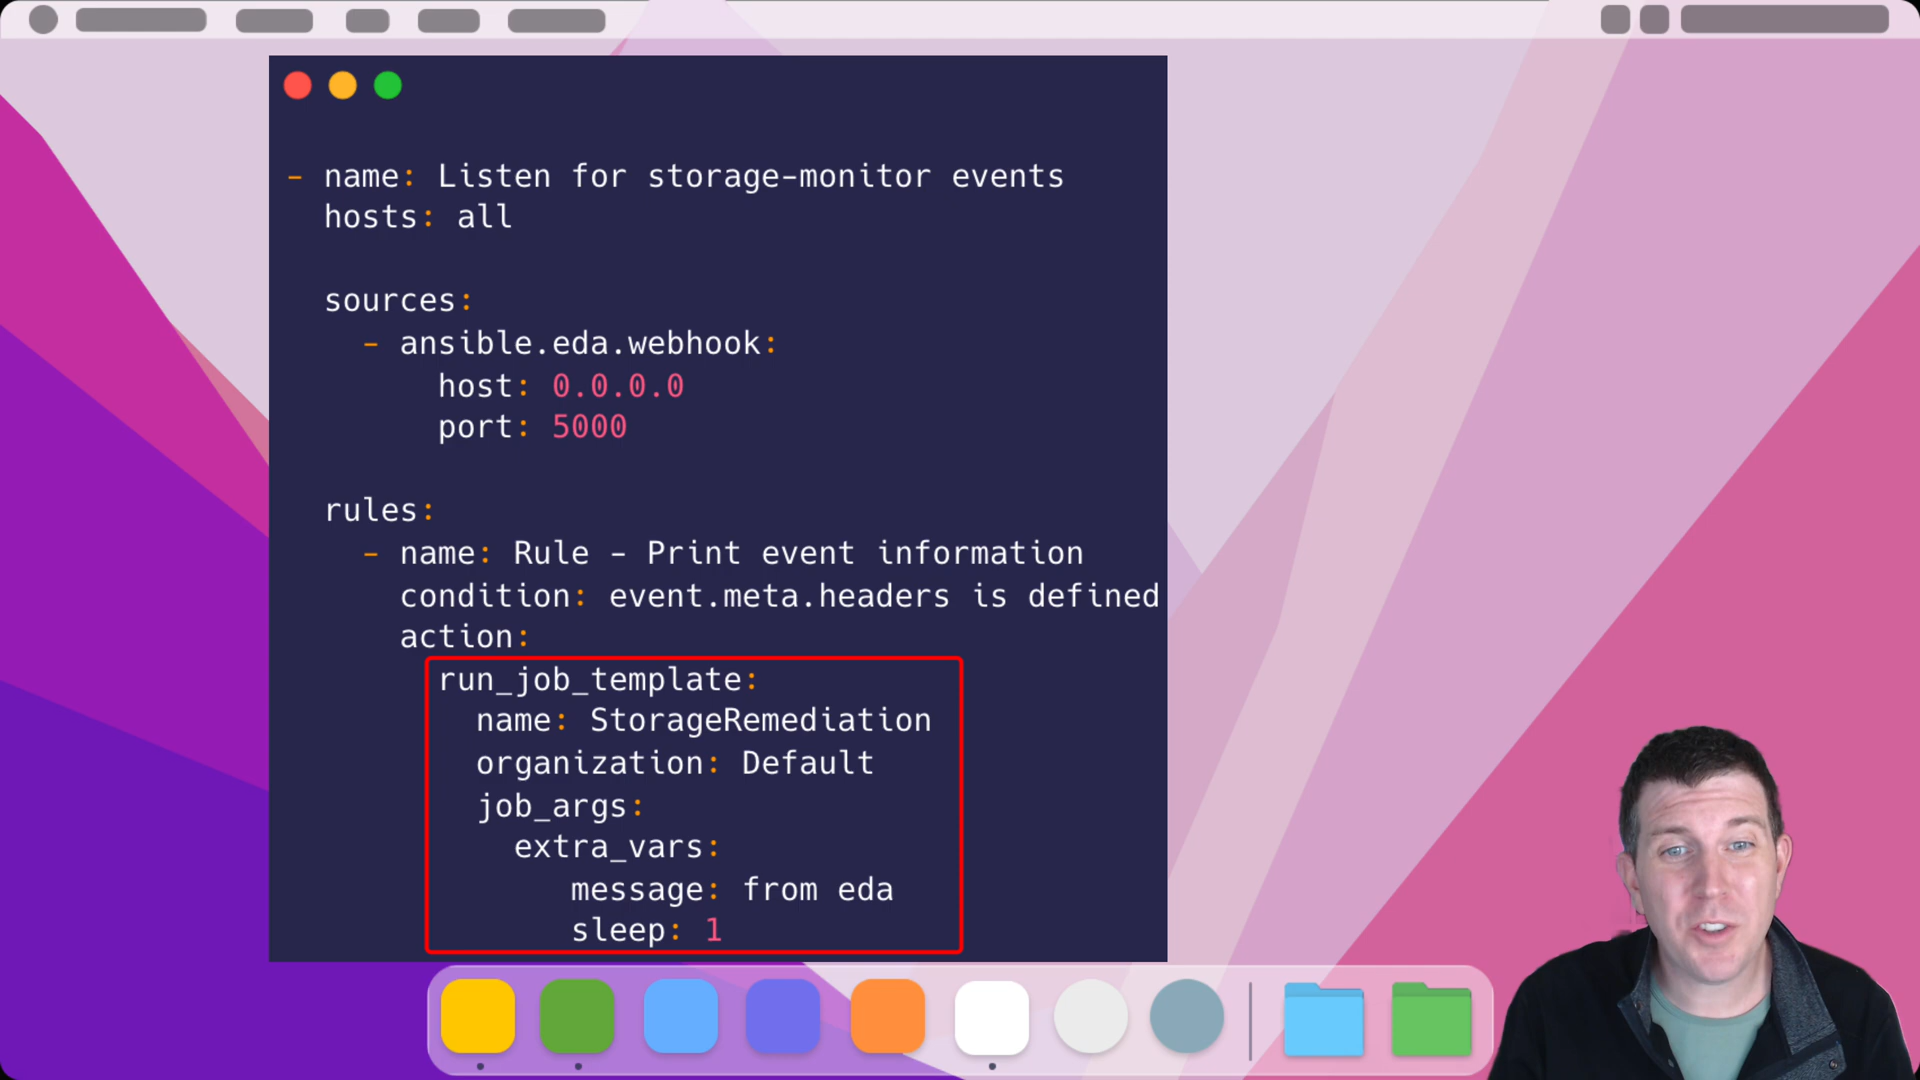 - name: Listen for storage-monitor events
  hosts: all
  sources:
    - ansible.eda.webhook:
        host: 0.0.0.0
        port: 5000
  rules:
    - name: Rule - Print event information
      condition: event.meta.headers is defined
      action:
        run_job_template:
          name: StorageRemediation
          organization: Default
          job_args:
            extra_vars:
               message: from eda
               sleep: 1